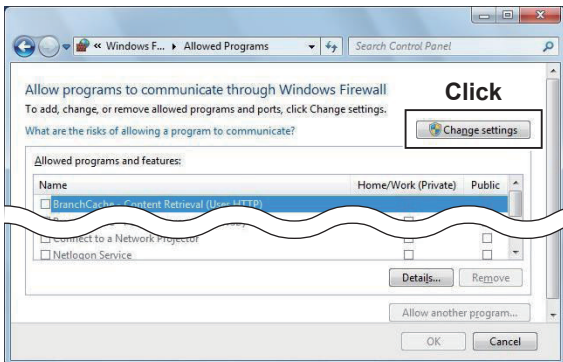 « Windows F... ▸ Allowed Programs
Search Control Panel
Allow programs to communicate through Windows Firewall
Click
To add, change, or remove allowed programs and ports, click Change settings.
What are the risks of allowing a program to communicate?
Change settings
Allowed programs and features:
Name Home/Work (Private) Public
BranchCache - Content Retrieval (User HTTP)
Connect to a Network Projector
Netlogon Service
Details... Remove
Allow another program...
OK Cancel